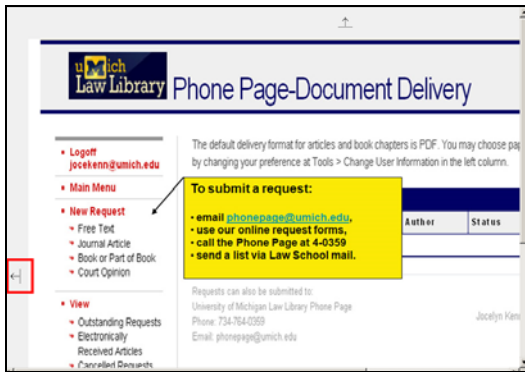 uMich
Law Library
Phone Page-Document Delivery
Logoff
jocekenn@umich.edu
Main Menu
New Request
Free Text
Journal Article
Book or Part of Book
Court Opinion
View
Outstanding Requests
Electronically
Received Articles
Cancelled Requests
The default delivery format for articles and book chapters is PDF. You may choose
by changing your preference at Tools > Change User Information in the left column.
To submit a request:
• email phonepage@umich.edu,
• use our online request forms,
• call the Phone Page at 4-0359
• send a list via Law School mail.
Author Status
Requests can also be submitted to:
University of Michigan Law Library Phone Page
Phone: 734-764-0359
Email: phonepage@umich.edu
Jocelyn